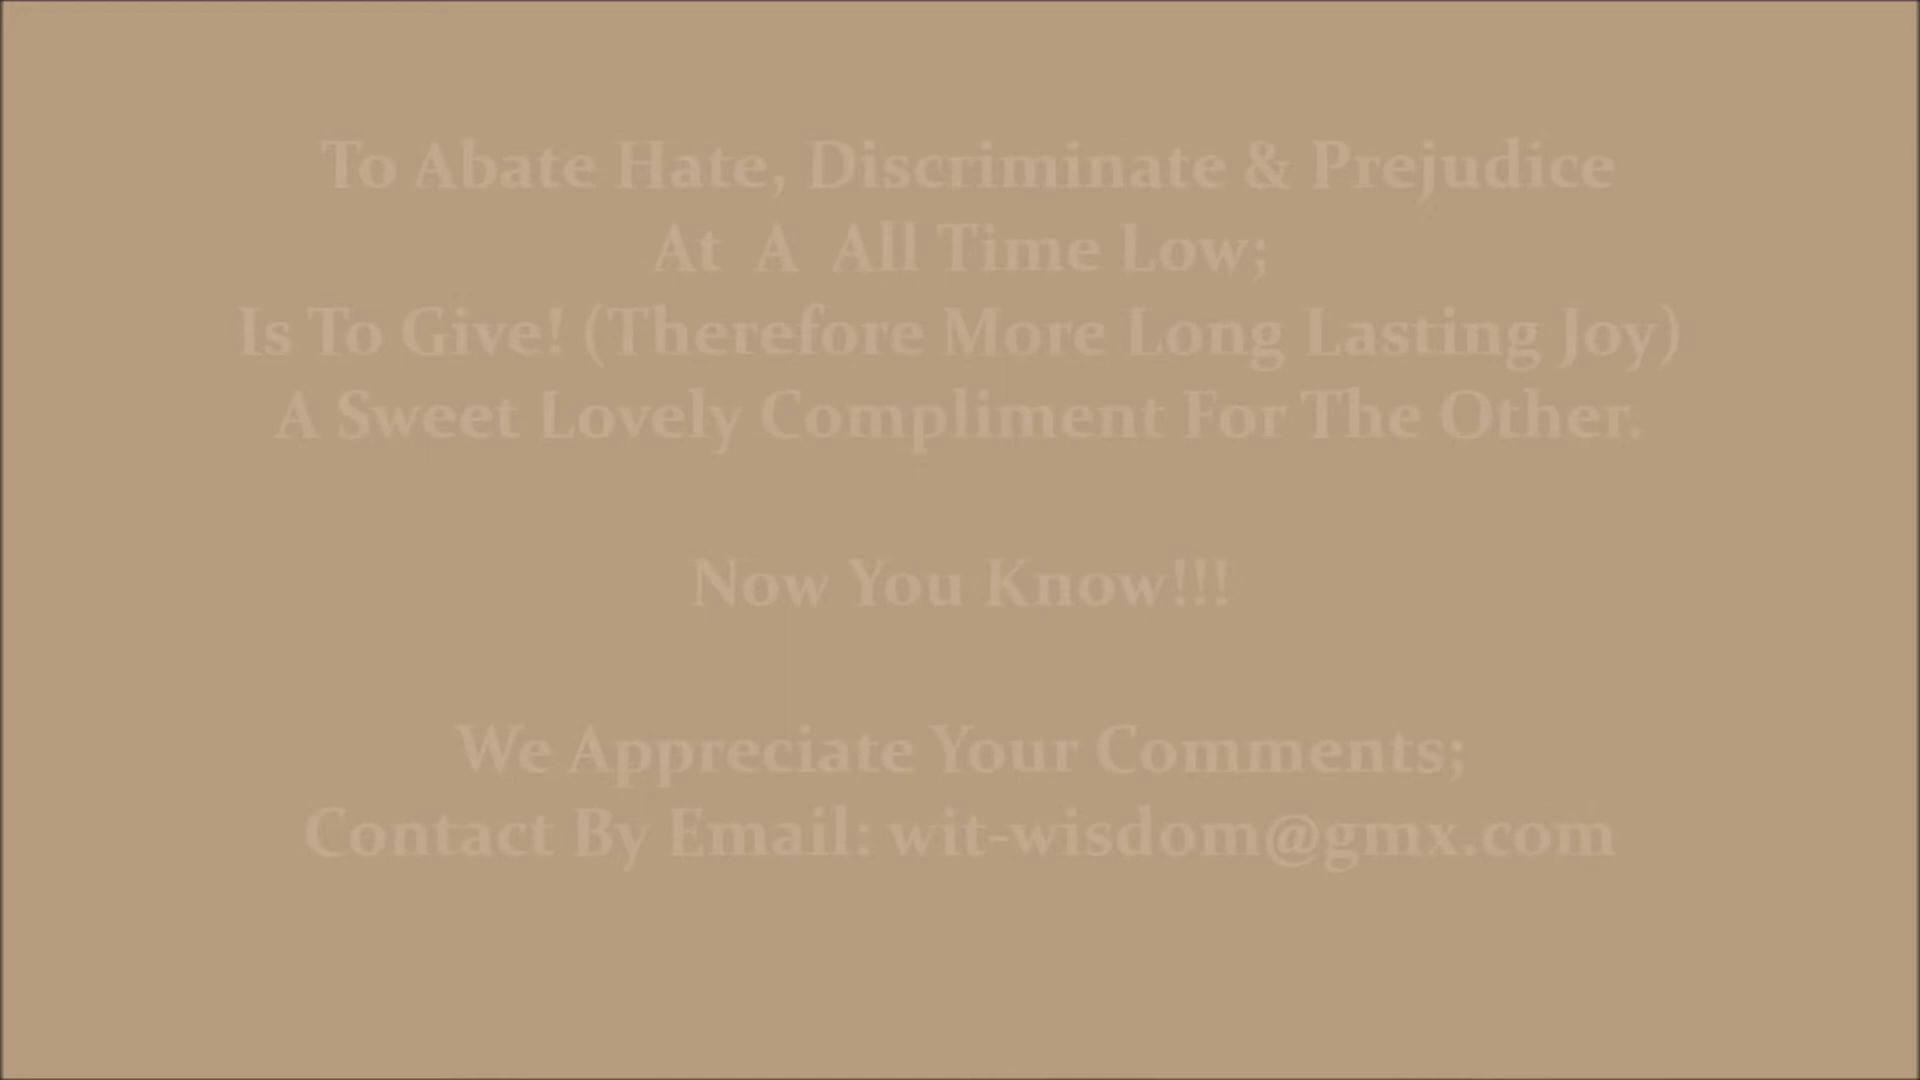 To Abate Hate, Discriminate & Prejudice
At A All Time Low;
Is To Give! (Therefore More Long Lasting Joy)
A Sweet Lovely Compliment For The Other.
Now You Know!!!
We Appreciate Your Comments;
Contact By Email: wit-wisdom@gmx.com